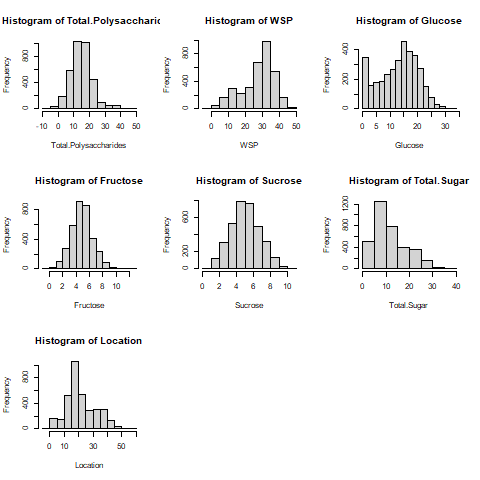 Histogram of Total.Polysaccharid
Frequency
0 400 800
-10 0 10 20 30 40 50
Total.Polysaccharides
Histogram of WSP
Frequency
0 400 800
0 10 20 30 40 50
WSP
Histogram of Glucose
Frequency
0 200 400
0 5 10 20 30
Glucose
Histogram of Fructose
Frequency
0 400 800
0 2 4 6 8 10
Fructose
Histogram of Sucrose
Frequency
0 200 600
0 2 4 6 8 10
Sucrose
Histogram of Total.Sugar
Frequency
0 400 800 1200
0 10 20 30 40
Total.Sugar
Histogram of Location
Frequency
0 400 800
0 10 30 50
Location